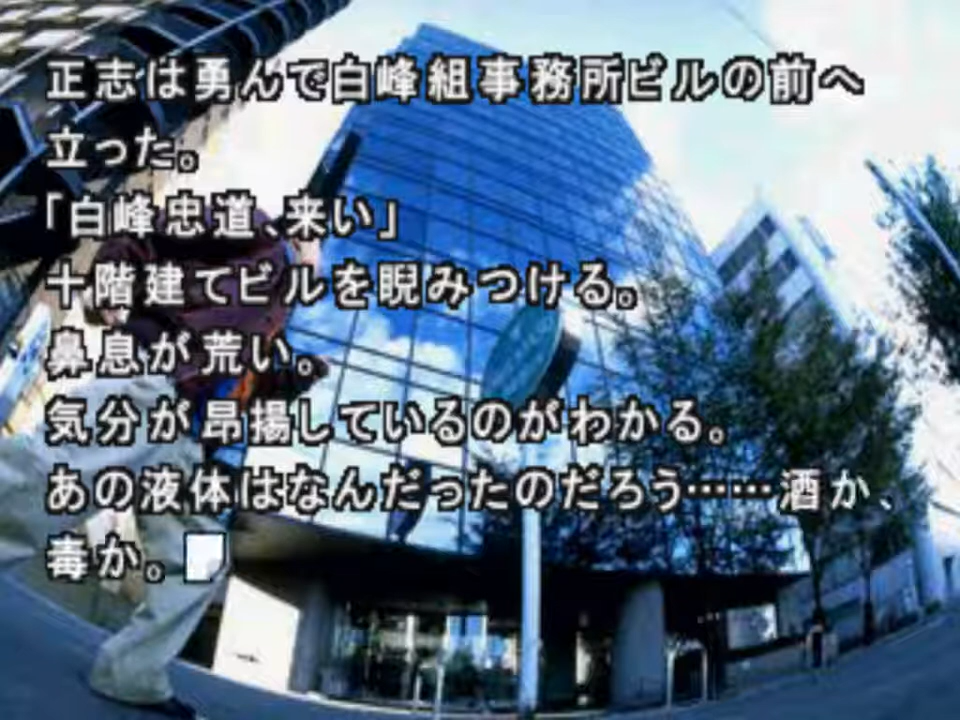 正志は勇んで白峰組事務所ビルの前へ
立った。
「白峰忠道、来い」
十階建てビルを睨みつける。
鼻息が荒い。
気分が昂揚しているのがわかる。
あの液体はなんだったのだろう……酒か、
毒か。